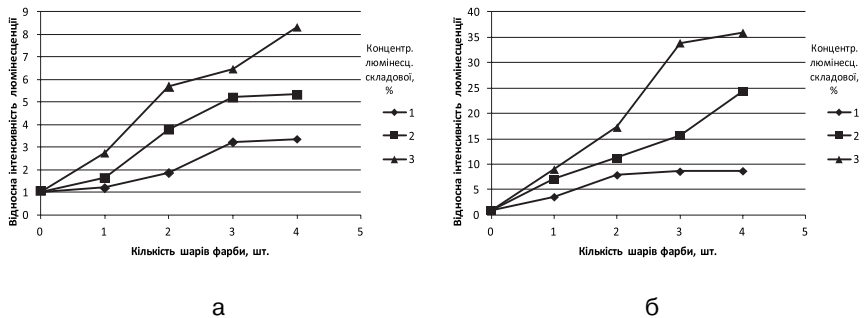 Відносна інтенсивність люмінесценції
9
8
7
6
5
4
3
2
1
0
0 1 2 3 4 5
Кількість шарів фарби, шт.
Концентр.
люмінесц.
складової,
%
1
2
3
а
Відносна інтенсивність люмінесценції
40
35
30
25
20
15
10
5
0
0 1 2 3 4 5
Кількість шарів фарби, шт.
Концентр.
люмінесц.
складової,
%
1
2
3
б